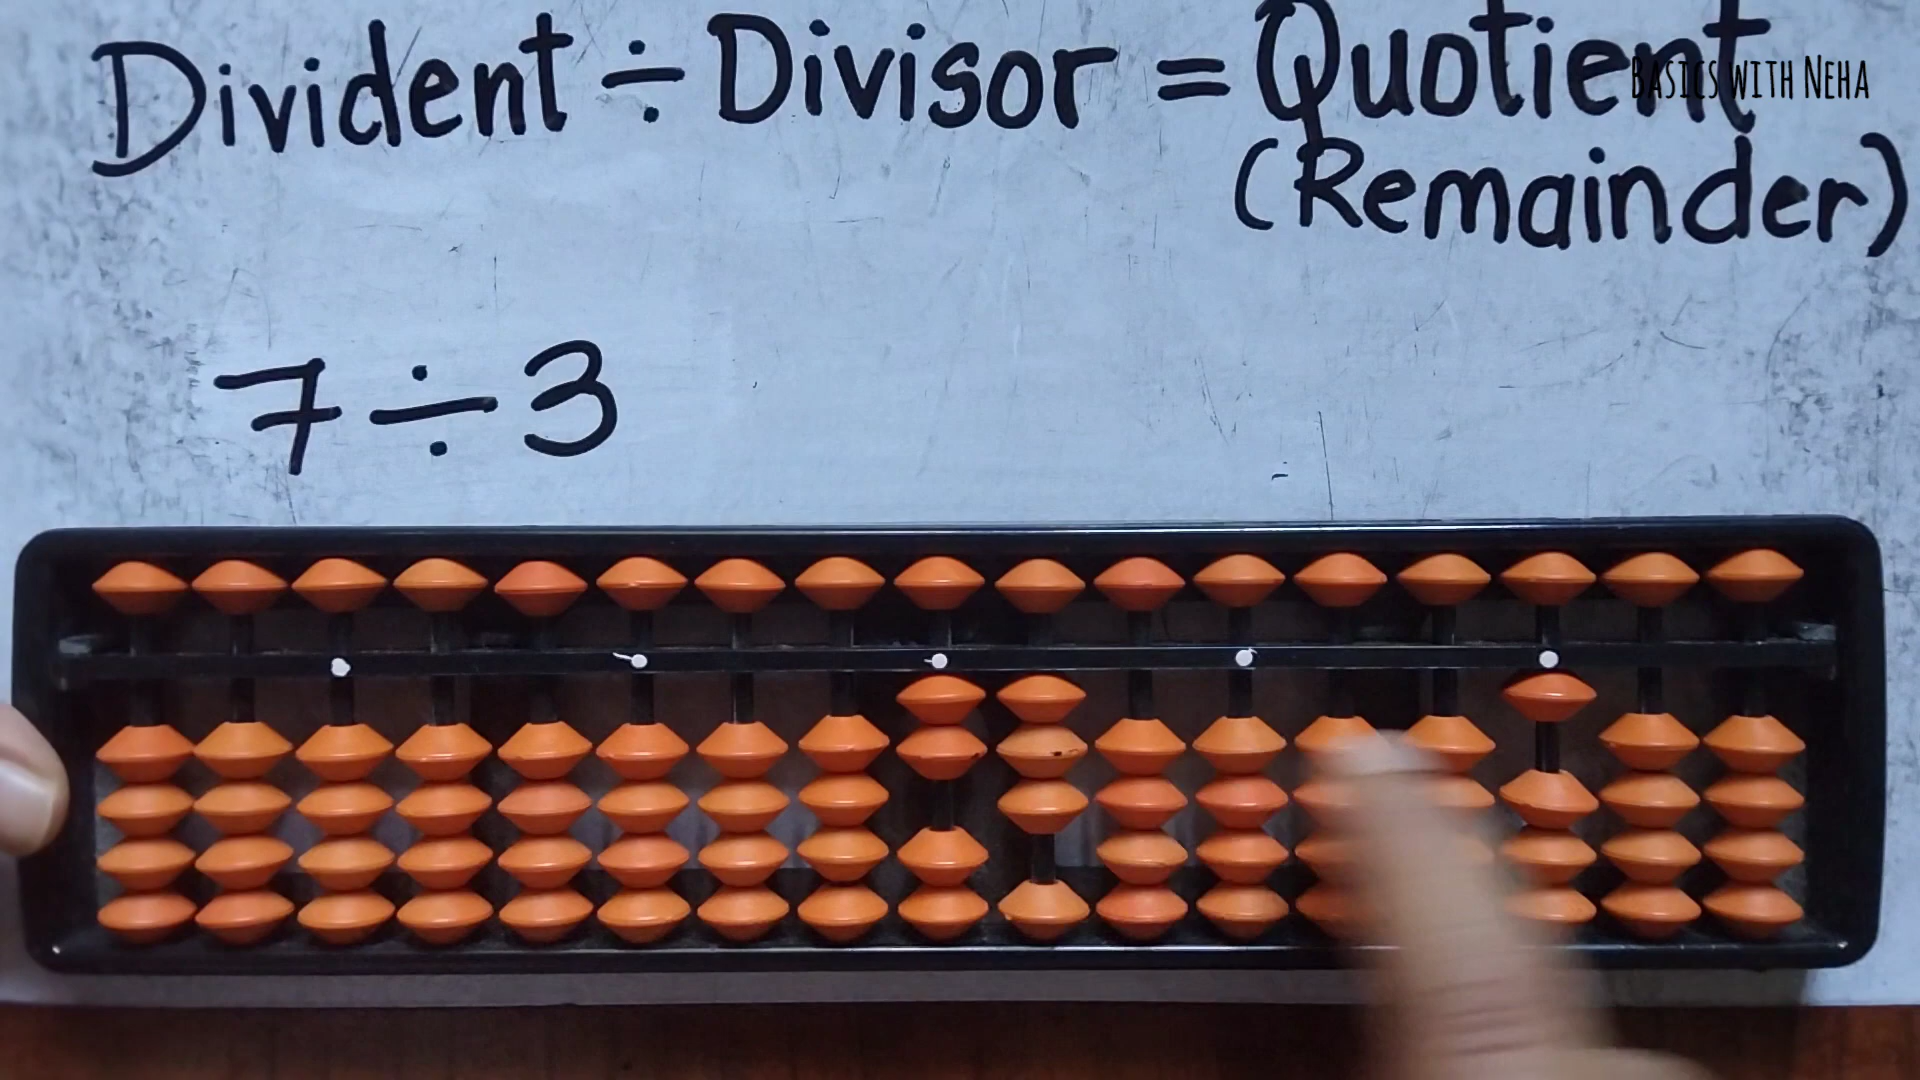 Divident ÷ Divisor = Quotient
BASICS WITH NEHA
(Remainder)
7 ÷ 3